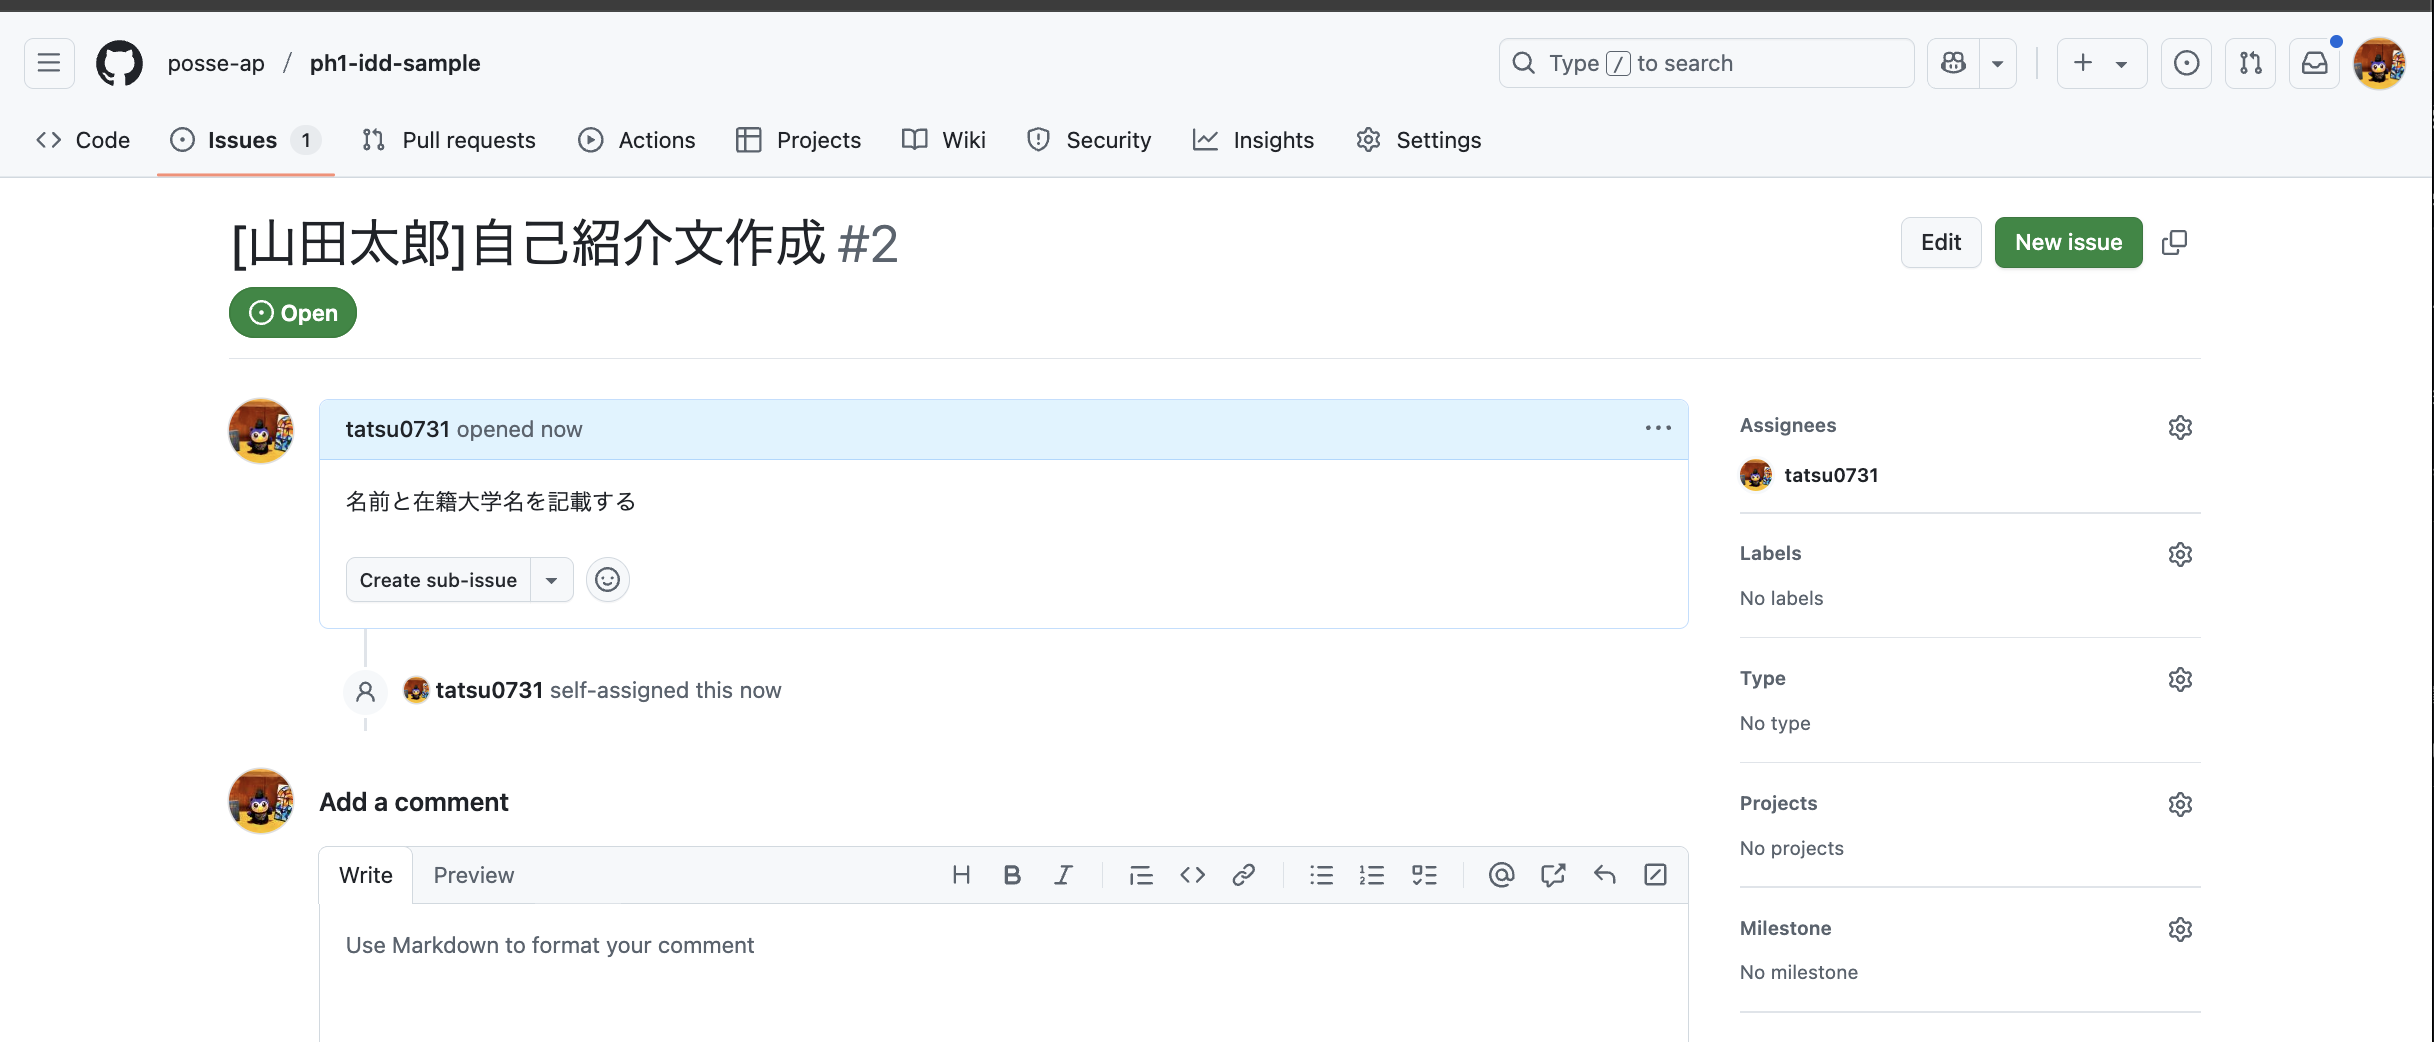 posse-ap / ph1-idd-sample
Type / to search
Code
Issues 1
Pull requests
Actions
Projects
Wiki
Security
Insights
Settings
[山田太郎]自己紹介文作成 #2
Edit
New issue
Open
tatsu0731 opened now
名前と在籍大学名を記載する
Create sub-issue
tatsu0731 self-assigned this now
Add a comment
Write
Preview
Use Markdown to format your comment
Assignees
tatsu0731
Labels
No labels
Type
No type
Projects
No projects
Milestone
No milestone